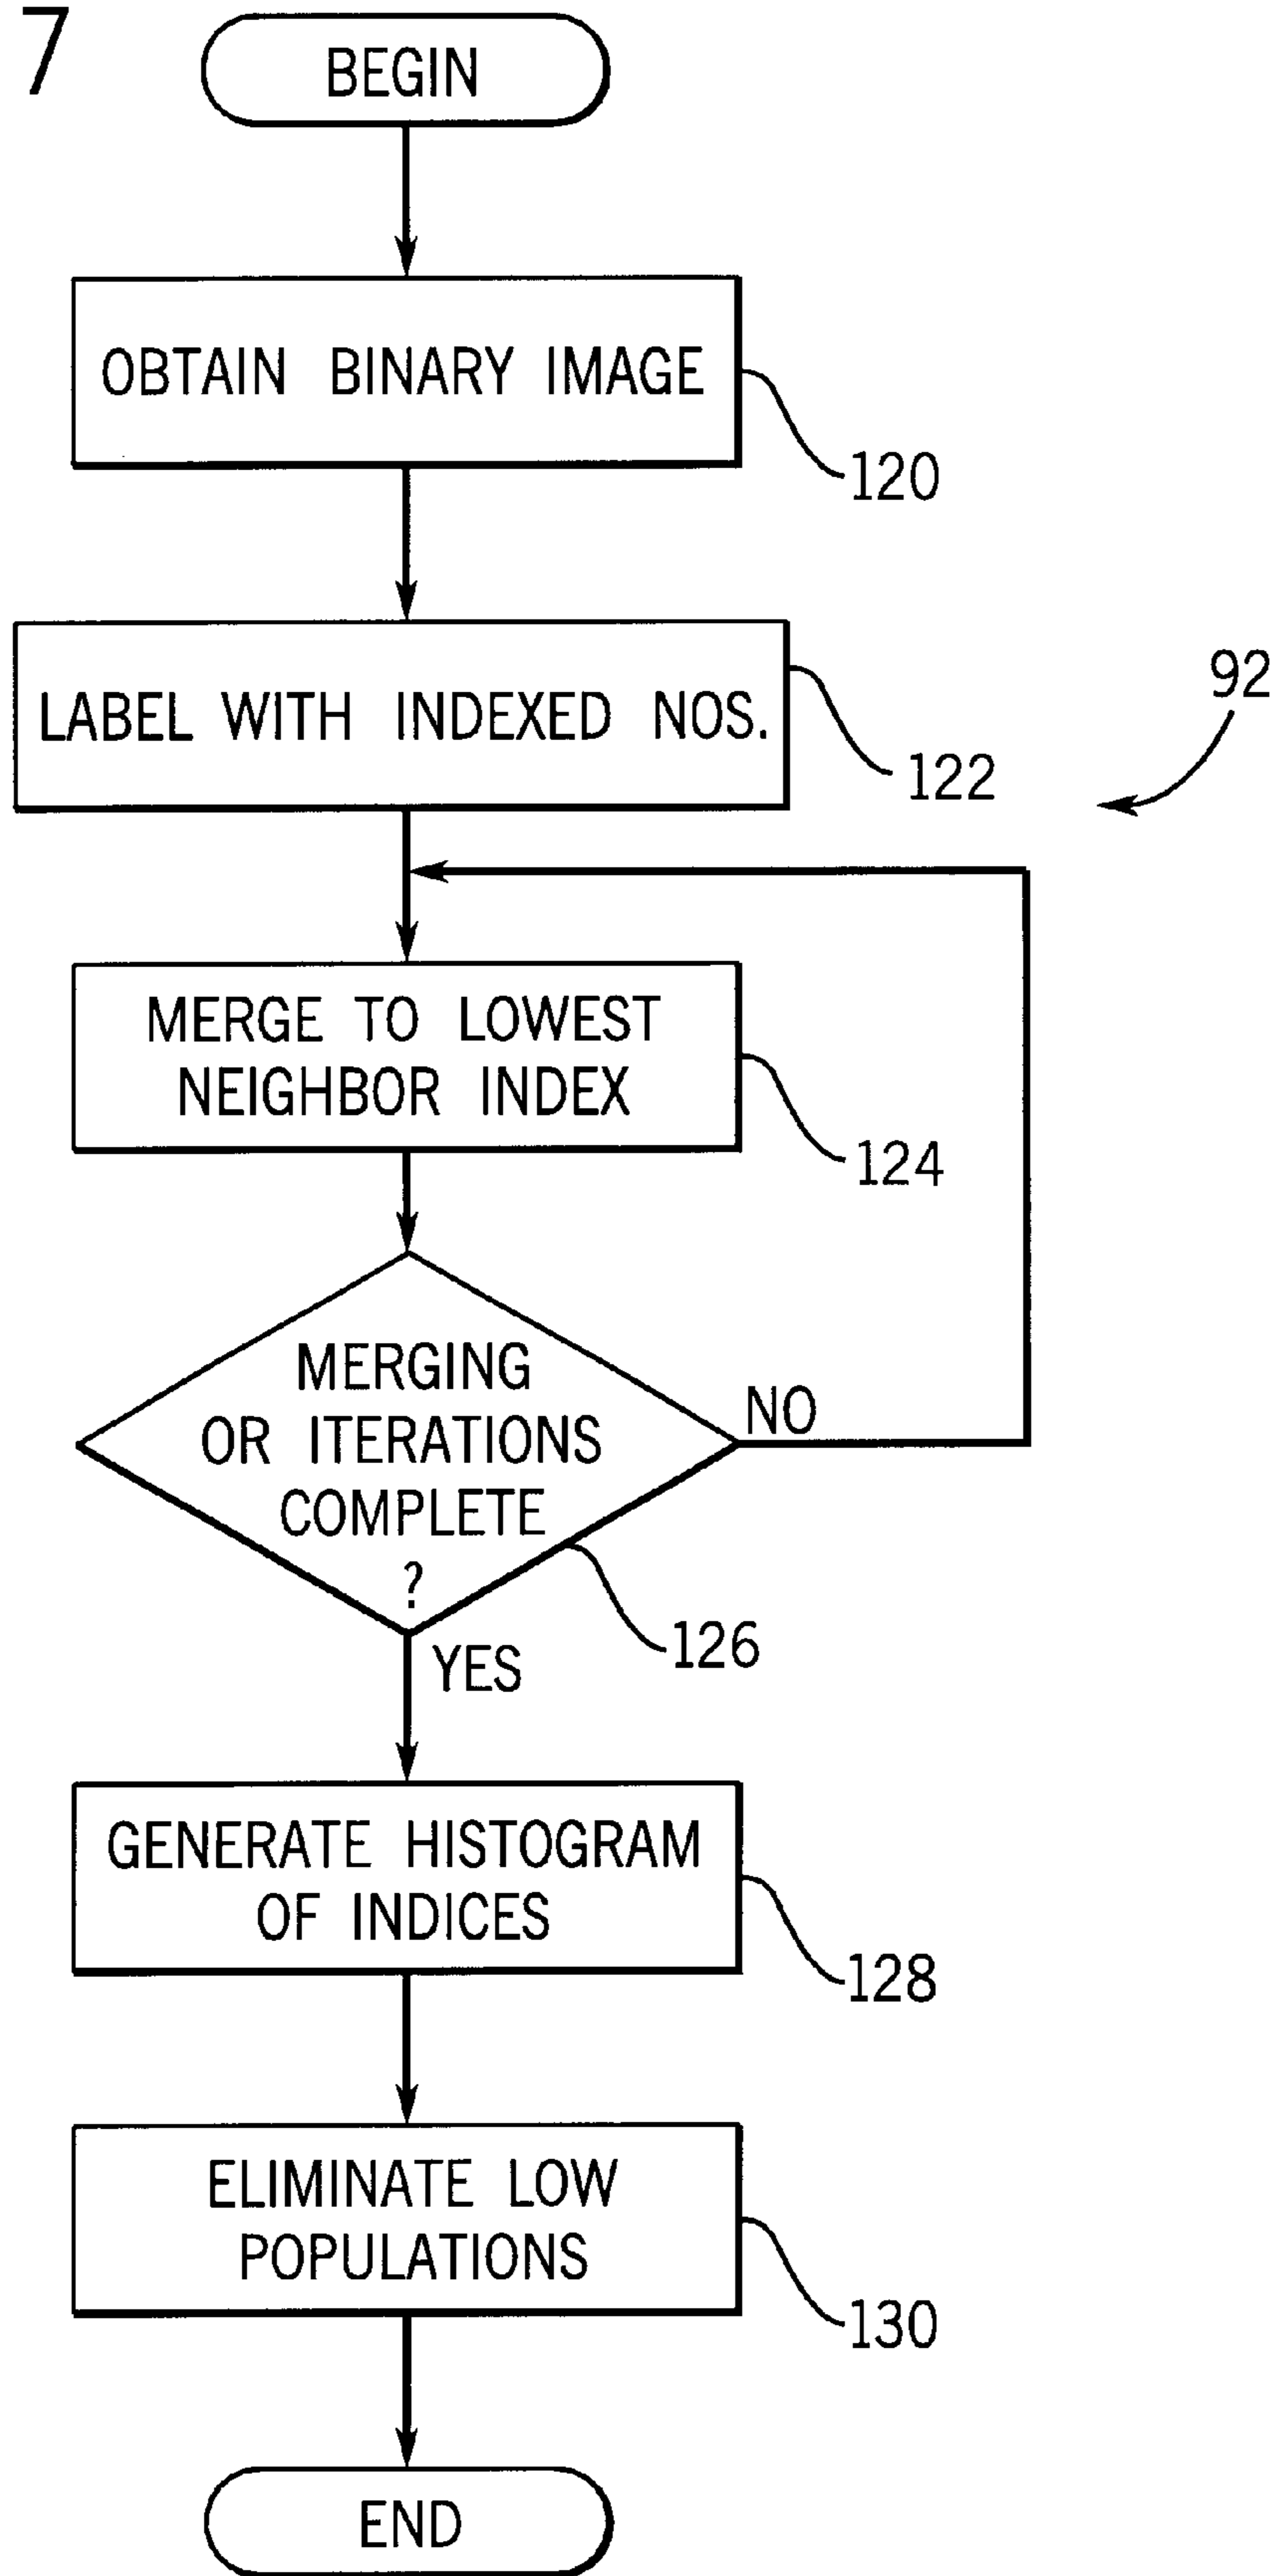 7
BEGIN
OBTAIN BINARY IMAGE
120
LABEL WITH INDEXED NOS.
122
92
MERGE TO LOWEST
NEIGHBOR INDEX
124
MERGING
OR ITERATIONS
COMPLETE
?
NO
126
YES
GENERATE HISTOGRAM
OF INDICES
128
ELIMINATE LOW
POPULATIONS
130
END